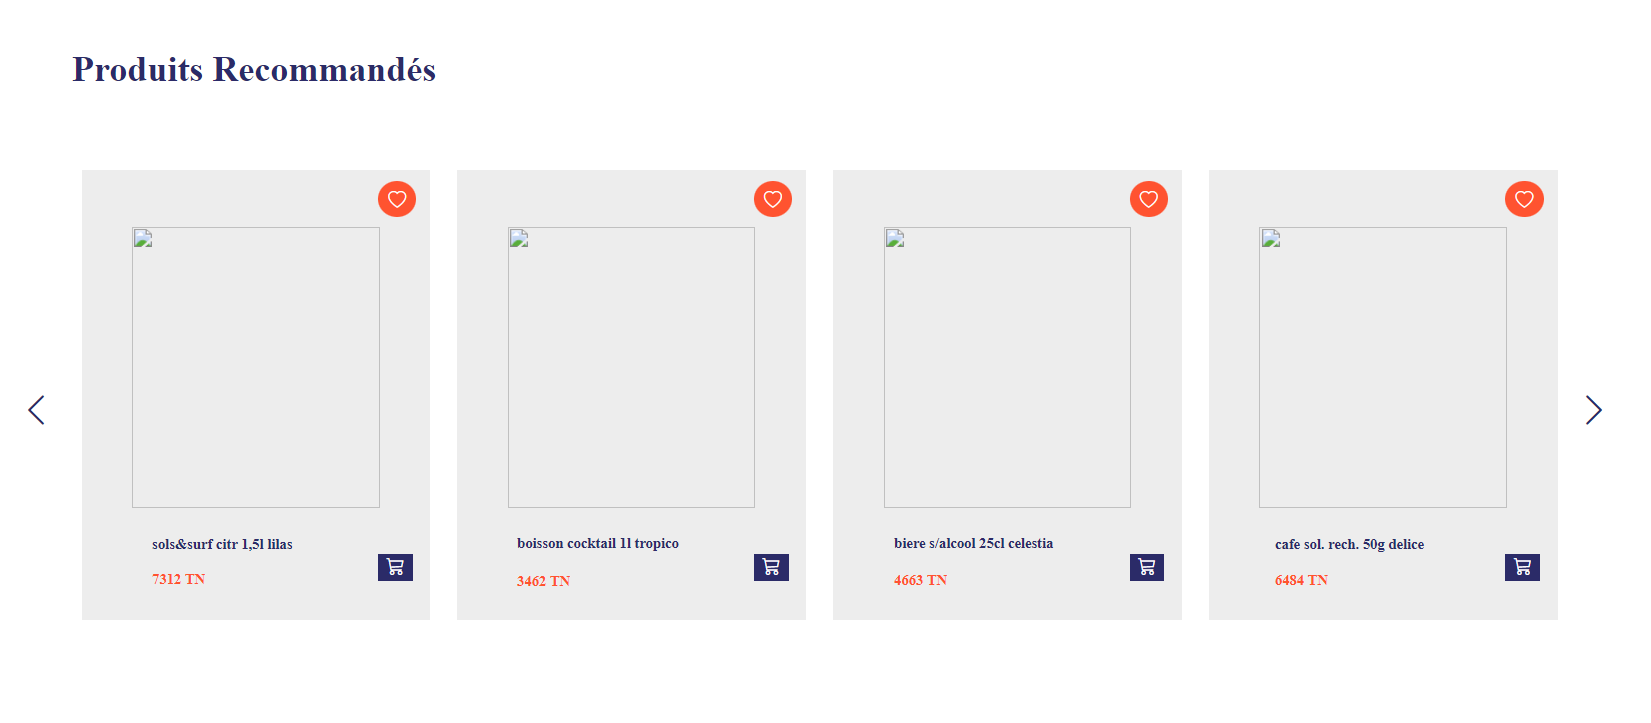 Produits Recommandés
sols&surf citr 1,5l lilas
7312 TN
boisson cocktail 1l tropico
3462 TN
biere s/alcool 25cl celestia
4663 TN
cafe sol. rech. 50g delice
6484 TN